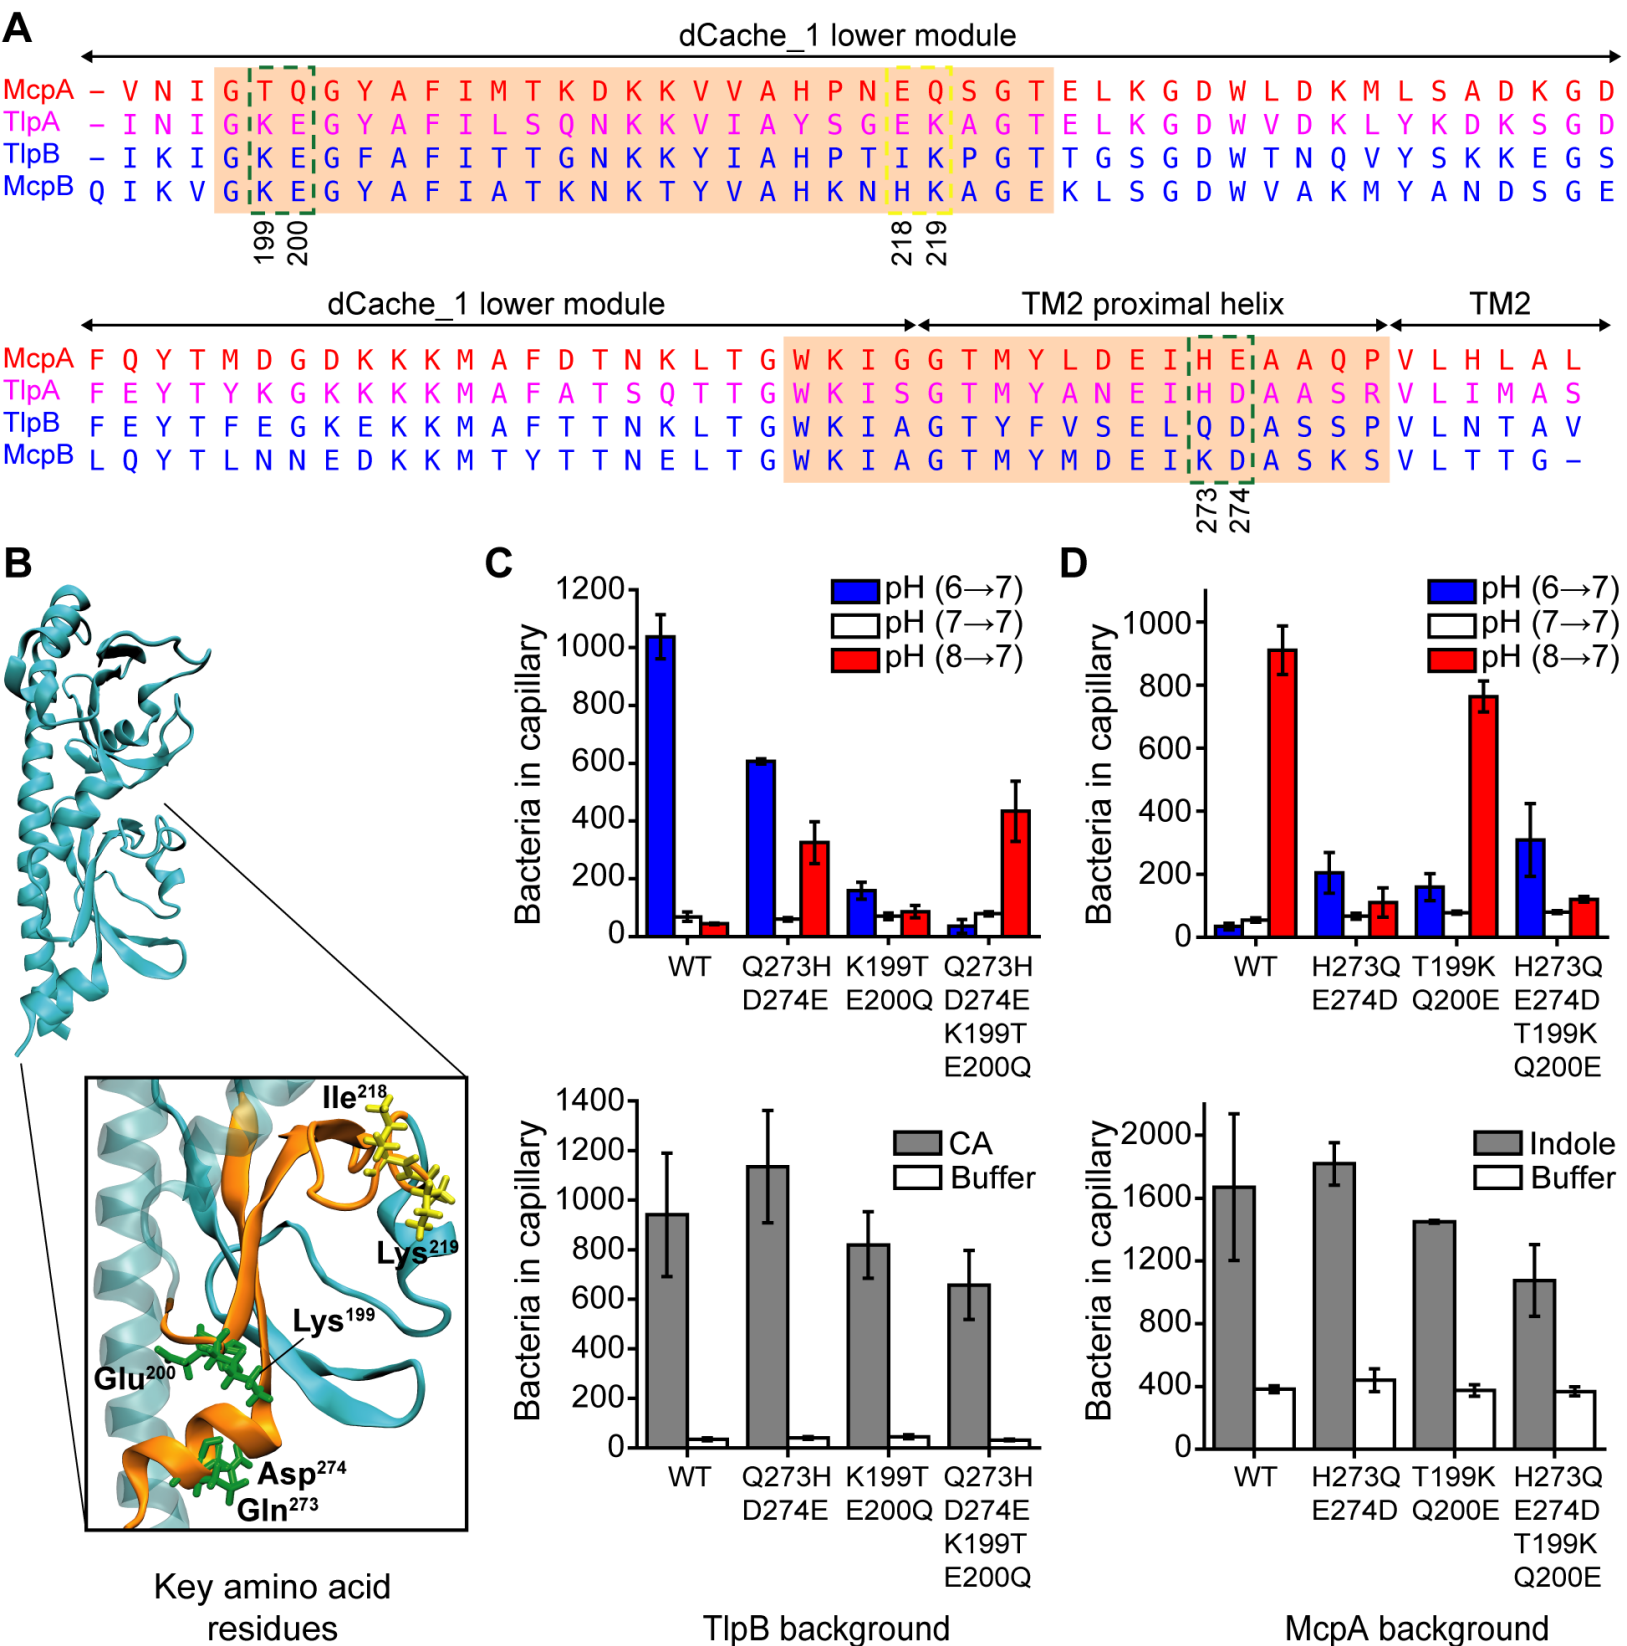 A
dCache_1 lower module
McpA – V N I G T Q G Y A F I M T K D K K V V A H P N E Q S G T E L K G D W L D K M L S A D K G D
TlpA – I N I G K E G Y A F I L S Q N K K V I A Y S G E K A G T E L K G D W V D K L Y K D K S G D
TlpB – I K I G K E G F A F I T T G N K K Y I A H P T I K P G T T G S G D W T N Q V Y S K K E G S
McpB Q I K V G K E G Y A F I A T K N K T Y V A H K N H K A G E K L S G D W V A K M Y A N D S G E
199 200 218 219
dCache_1 lower module TM2 proximal helix TM2
McpA F Q Y T M D G D K K K M A F D T N K L T G W K I G G T M Y L D E I H E A A Q P V L H L A L
TlpA F E Y T Y K G K K K K M A F A T S Q T T G W K I S G T M Y A N E I H D A A S R V L I M A S
TlpB F E Y T F E G K E K K M A F T T N K L T G W K I A G T Y F V S E L Q D A S S P V L N T A V
McpB L Q Y T L N N E D K K M T Y T T N E L T G W K I A G T M Y M D E I K D A S K S V L T T G –
273 274
B
Ile218
Lys219
Lys199
Glu200
Asp274
Gln273
Key amino acid
residues
C
Bacteria in capillary
1200
1000
800
600
400
200
0
pH (6→7)
pH (7→7)
pH (8→7)
WT Q273H K199T Q273H
D274E E200Q D274E
K199T
E200Q
Bacteria in capillary
1400
1200
1000
800
600
400
200
0
CA
Buffer
WT Q273H K199T Q273H
D274E E200Q D274E
K199T
E200Q
TlpB background
D
Bacteria in capillary
1000
800
600
400
200
0
pH (6→7)
pH (7→7)
pH (8→7)
WT H273Q T199K H273Q
E274D Q200E E274D
T199K
Q200E
Bacteria in capillary
2000
1600
1200
800
400
0
Indole
Buffer
WT H273Q T199K H273Q
E274D Q200E E274D
T199K
Q200E
McpA background